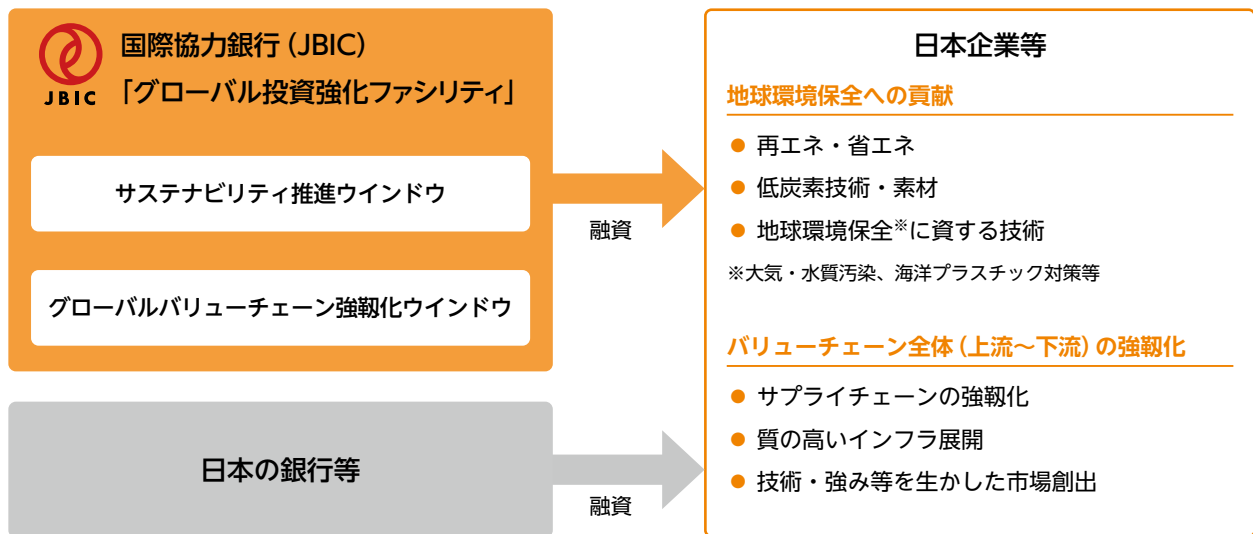 国際協力銀行（JBIC）
JBIC
「グローバル投資強化ファシリティ」
サステナビリティ推進ウインドウ
グローバルバリューチェーン強靱化ウインドウ
融資
日本の銀行等
融資
日本企業等
地球環境保全への貢献
● 再エネ・省エネ
● 低炭素技術・素材
● 地球環境保全※に資する技術
※大気・水質汚染、海洋プラスチック対策等
バリューチェーン全体（上流～下流）の強靱化
● サプライチェーンの強靱化
● 質の高いインフラ展開
● 技術・強み等を生かした市場創出